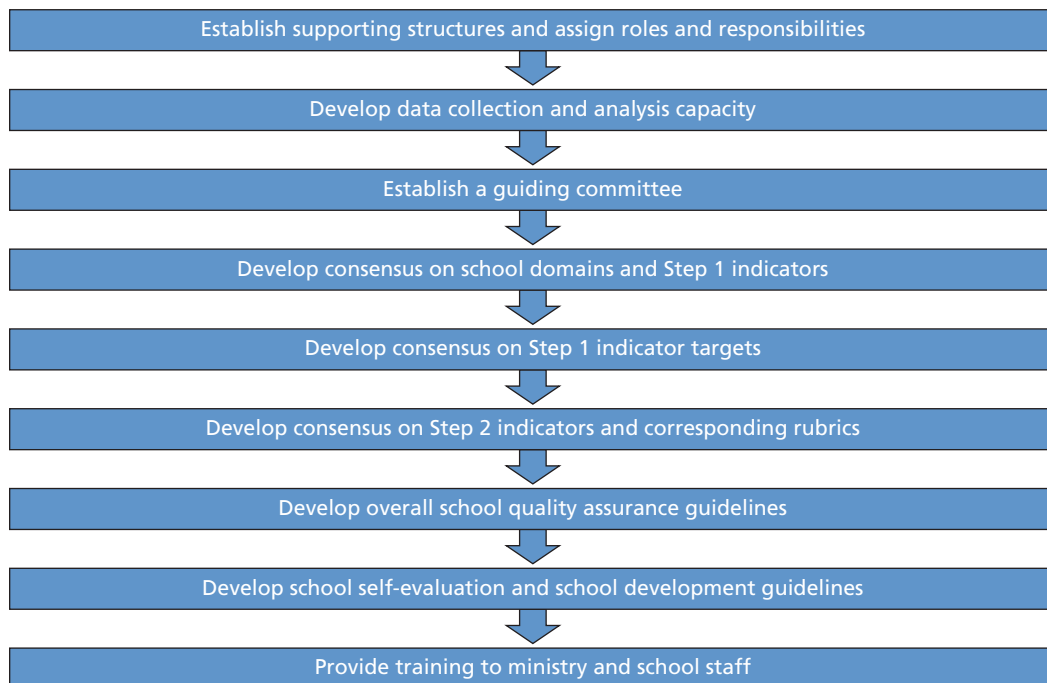 Establish supporting structures and assign roles and responsibilities
Develop data collection and analysis capacity
Establish a guiding committee
Develop consensus on school domains and Step 1 indicators
Develop consensus on Step 1 indicator targets
Develop consensus on Step 2 indicators and corresponding rubrics
Develop overall school quality assurance guidelines
Develop school self-evaluation and school development guidelines
Provide training to ministry and school staff